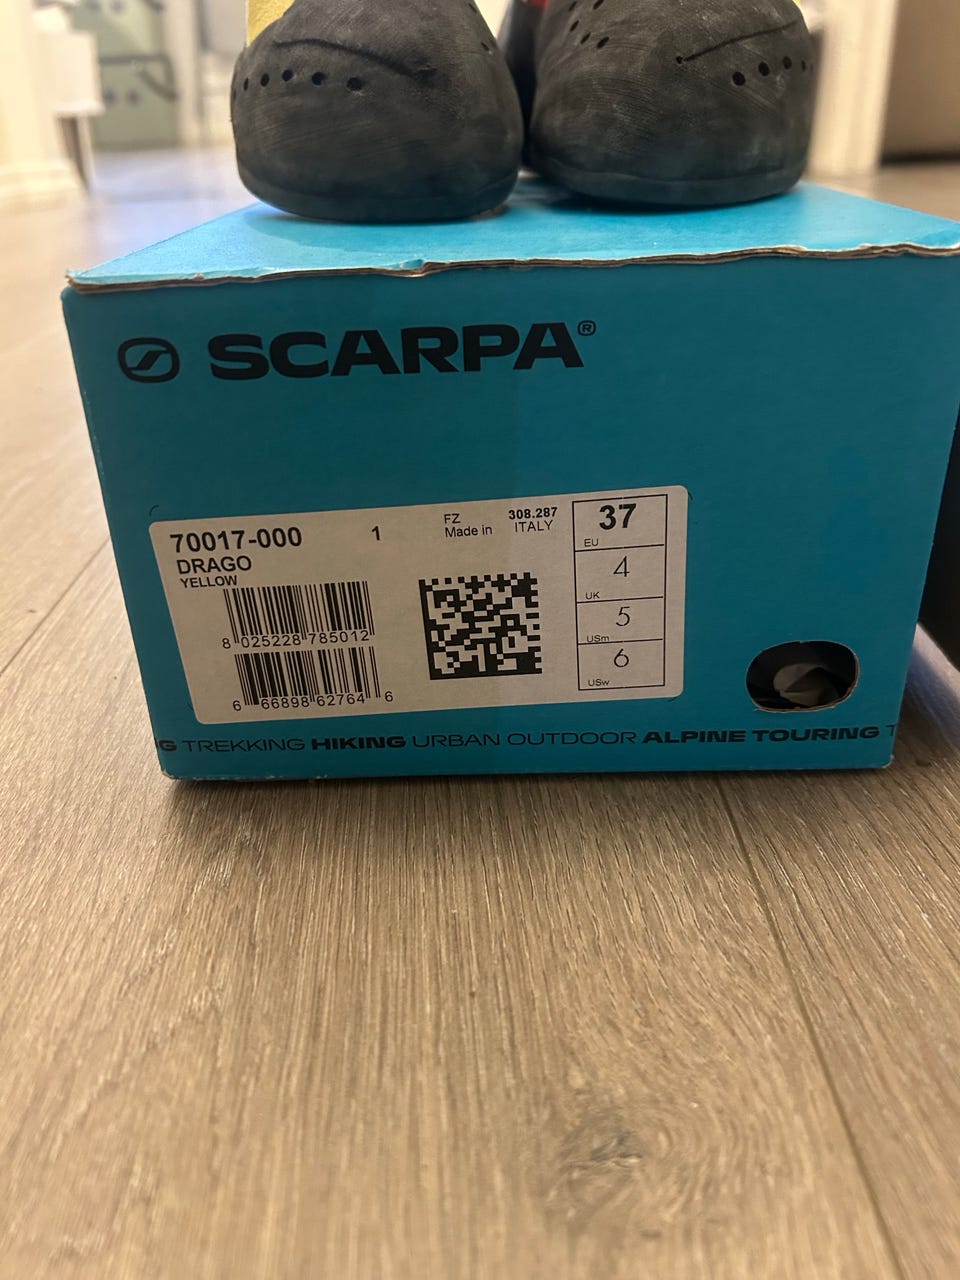 SCARPA®
70017-000 1
DRAGO
YELLOW
FZ 308.287
Made in ITALY
8 025228 785012
6 66898 62764 6
37
EU
4
UK
5
USm
6
USw
G TREKKING HIKING URBAN OUTDOOR ALPINE TOURING T